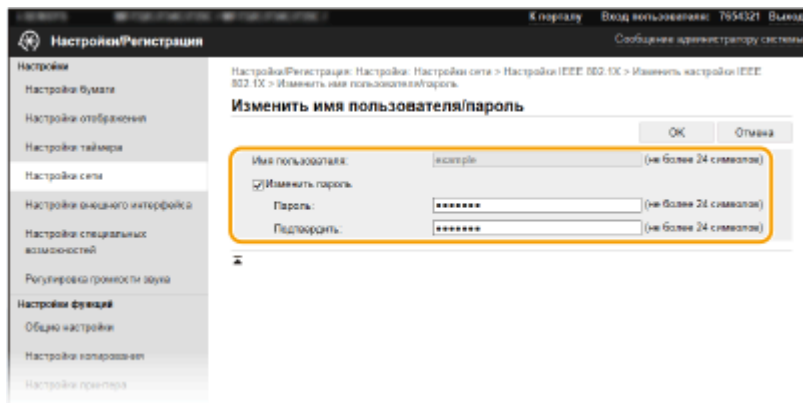 К порталу Вход пользователя: 7654321 Выход
Настройки/Регистрация
Сообщение администратору системы
Настройки
Настройки бумаги
Настройки отображения
Настройки таймера
Настройки сети
Настройки внешнего интерфейса
Настройки специальных
возможностей
Регулировка громкости звука
Настройки функций
Общие настройки
Настройки копирования
Настройки принтера
Настройки/Регистрация: Настройки: Настройки сети > Настройки IEEE 802.1X > Изменить настройки IEEE
802.1X > Изменить имя пользователя/пароль
Изменить имя пользователя/пароль
OK Отмена
Имя пользователя: example (не более 24 символов)
Изменить пароль
Пароль: ••••••• (не более 24 символов)
Подтвердить: ••••••• (не более 24 символов)